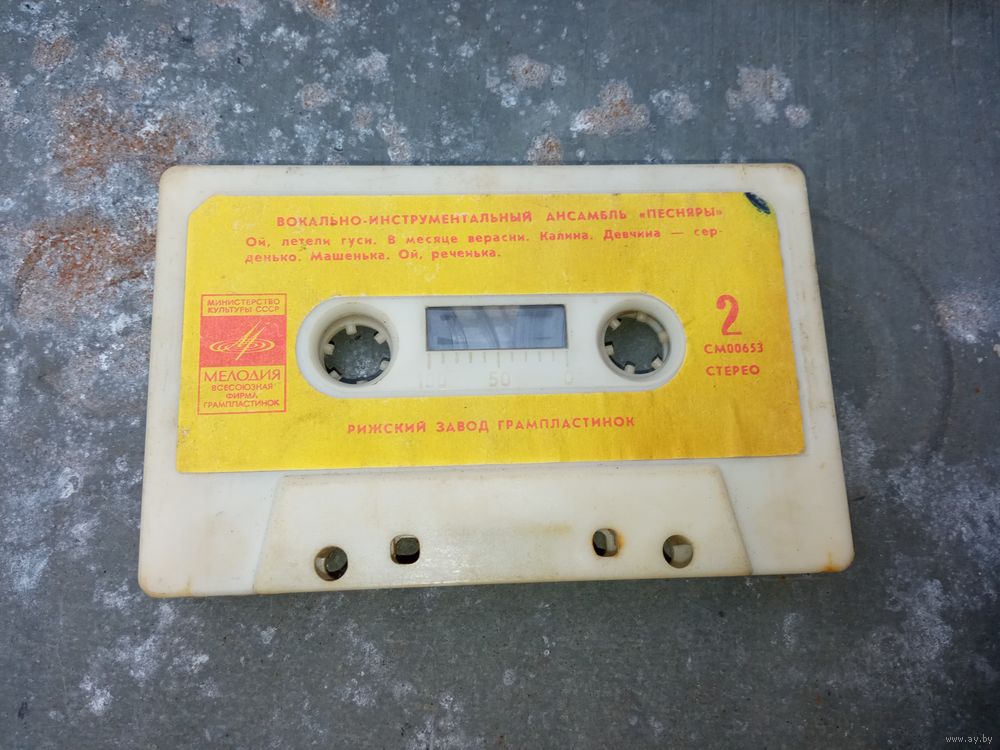 ВОКАЛЬНО-ИНСТРУМЕНТАЛЬНЫЙ АНСАМБЛЬ «ПЕСНЯРЫ»
Ой, летели гуси. В месяце верасни. Калина. Девчина — сер-
денько. Машенька. Ой, реченька.
МИНИСТЕРСТВО
КУЛЬТУРЫ СССР
МЕЛОДИЯ
ВСЕСОЮЗНАЯ
ФИРМА
ГРАМПЛАСТИНОК
2
СМ00653
СТЕРЕО
100 50 0
РИЖСКИЙ ЗАВОД ГРАМПЛАСТИНОК
www.ay.by